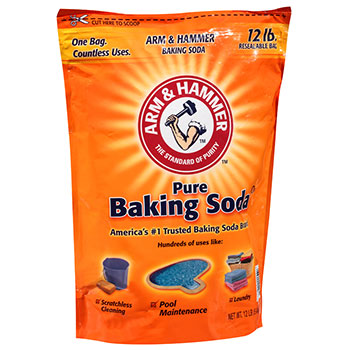 CUT HERE TO SCOOP
One Bag.
Countless Uses.
ARM & HAMMER
BAKING SODA
12 lb.
RESEALABLE BAG
ARM & HAMMER
THE STANDARD OF PURITY
TM
Pure
Baking Soda
America's #1 Trusted Baking Soda
Hundreds of uses like:
Scratchless
Cleaning
Pool
Maintenance
Laundry
NET WT. 12 LB